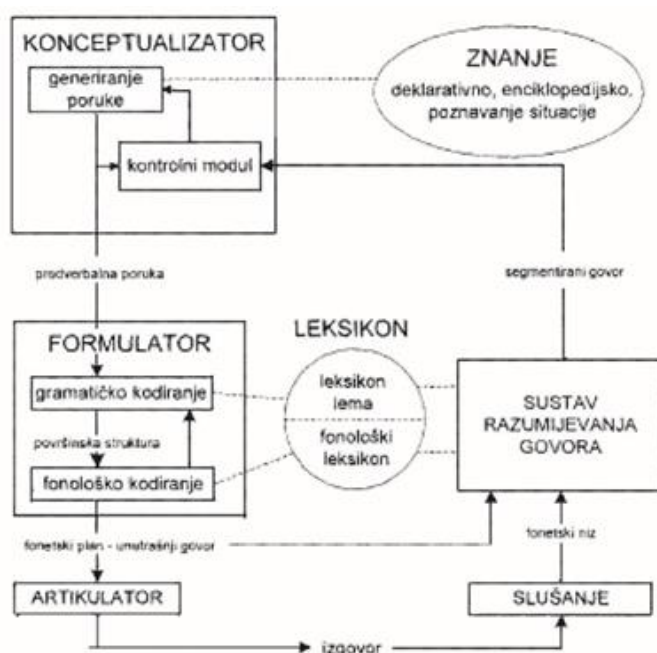 KONCEPTUALIZATOR
generiranje
poruke
kontrolni modul
ZNANJE
deklarativno, enciklopedijsko,
poznavanje situacije
predverbalna poruka
segmentirani govor
FORMULATOR
gramatičko kodiranje
površinska struktura
fonološko kodiranje
LEKSIKON
leksikon
lema
fonološki
leksikon
SUSTAV
RAZUMIJEVANJA
GOVORA
fonetski plan - unutrašnji govor
fonetski niz
ARTIKULATOR
SLUŠANJE
izgovor